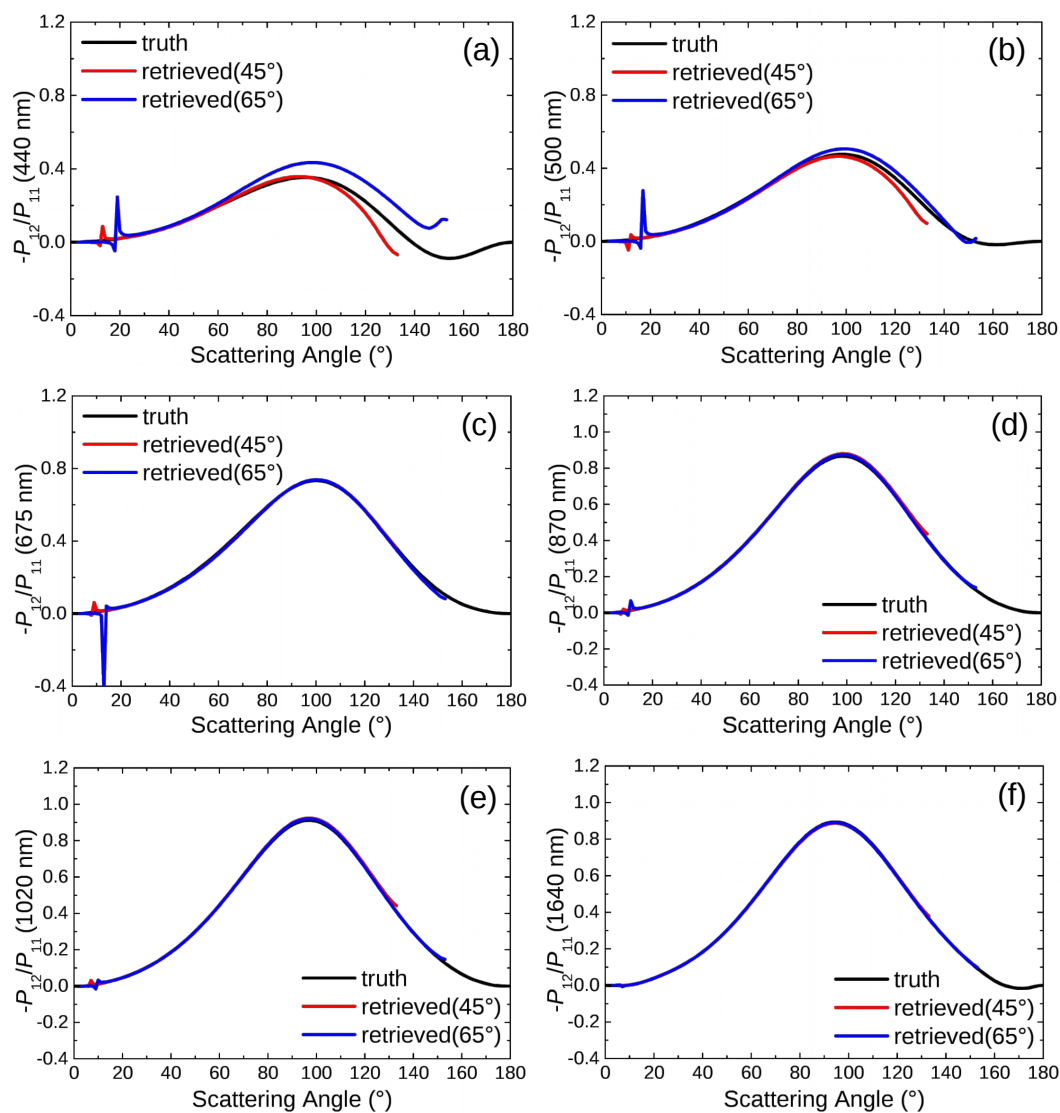 (a)
truth
retrieved(45°)
retrieved(65°)
-P12/P11 (440 nm)
1.2
0.8
0.4
0.0
-0.4
0 20 40 60 80 100 120 140 160 180
Scattering Angle (°)
(b)
truth
retrieved(45°)
retrieved(65°)
-P12/P11 (500 nm)
1.2
0.8
0.4
0.0
-0.4
0 20 40 60 80 100 120 140 160 180
Scattering Angle (°)
(c)
truth
retrieved(45°)
retrieved(65°)
-P12/P11 (675 nm)
1.2
0.8
0.4
0.0
-0.4
0 20 40 60 80 100 120 140 160 180
Scattering Angle (°)
(d)
truth
retrieved(45°)
retrieved(65°)
-P12/P11 (870 nm)
1.2
1.0
0.8
0.6
0.4
0.2
0.0
-0.2
-0.4
0 20 40 60 80 100 120 140 160 180
Scattering Angle (°)
(e)
truth
retrieved(45°)
retrieved(65°)
-P12/P11 (1020 nm)
1.2
1.0
0.8
0.6
0.4
0.2
0.0
-0.2
-0.4
0 20 40 60 80 100 120 140 160 180
Scattering Angle (°)
(f)
truth
retrieved(45°)
retrieved(65°)
-P12/P11 (1640 nm)
1.2
1.0
0.8
0.6
0.4
0.2
0.0
-0.2
-0.4
0 20 40 60 80 100 120 140 160 180
Scattering Angle (°)